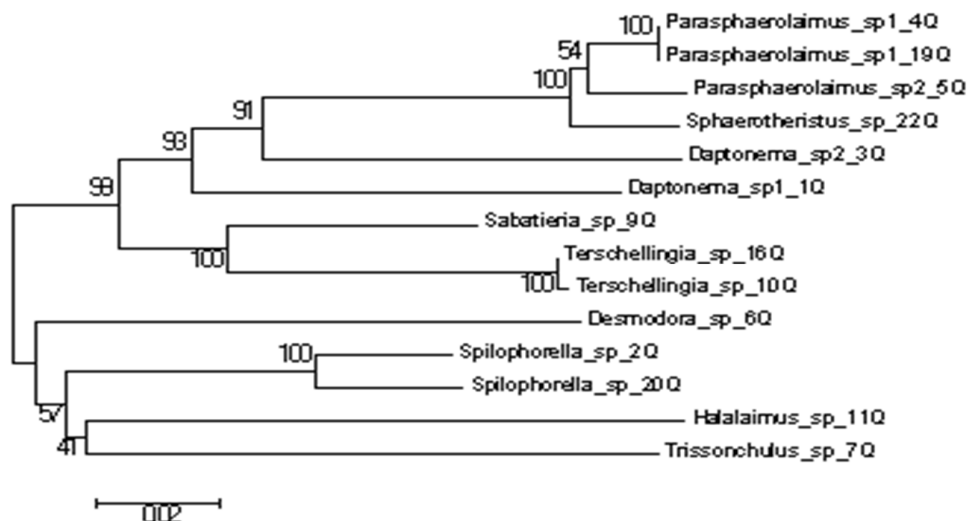 Parasphaerolaimus_sp1_4Q
100
Parasphaerolaimus_sp1_19Q
54
100
Parasphaerolaimus_sp2_5Q
91
Sphaerotheristus_sp_22Q
93
Daptonema_sp2_3Q
98
Daptonema_sp1_1Q
Sabatieria_sp_9Q
100
Terschellingia_sp_16Q
100
Terschellingia_sp_10Q
Desmodora_sp_6Q
100
Spilophorella_sp_2Q
Spilophorella_sp_20Q
57
Halalaimus_sp_11Q
41
Trissonchulus_sp_7Q
0.02